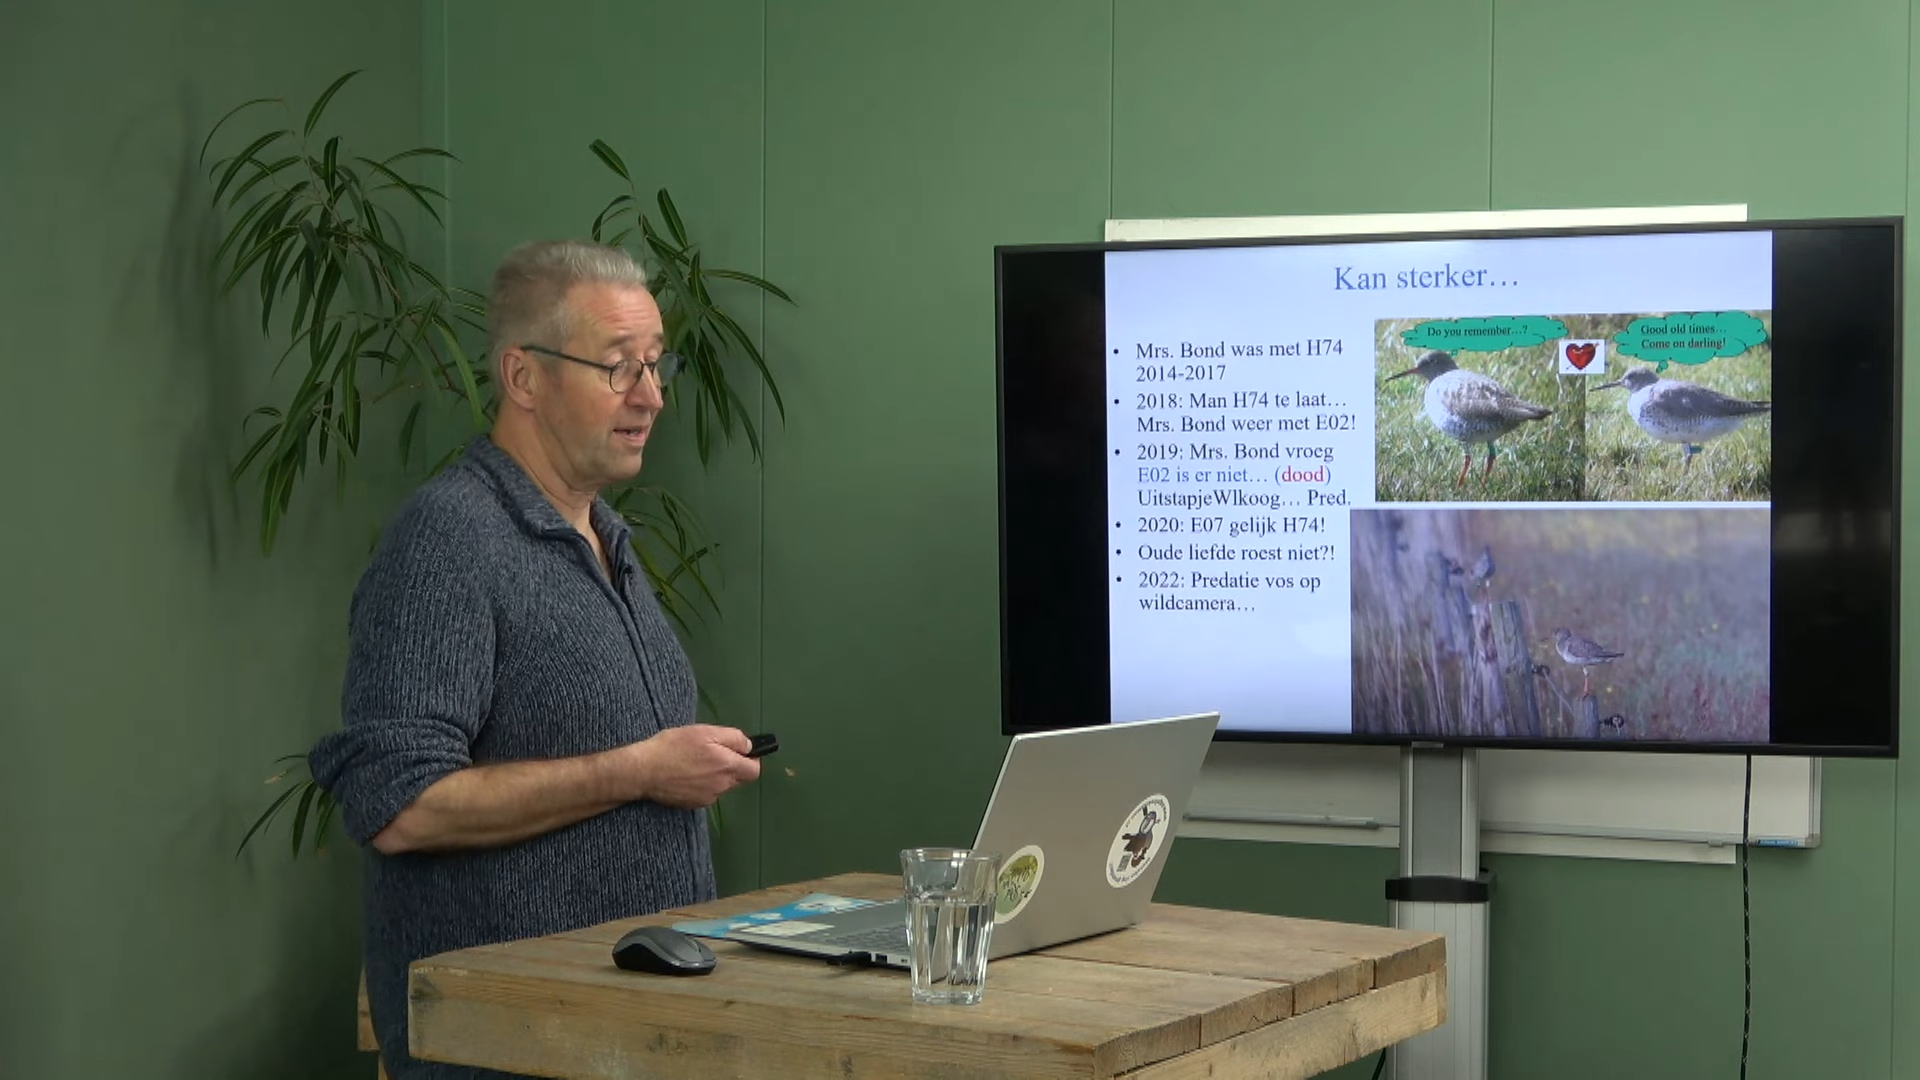 Kan sterker…
• Mrs. Bond was met H74
2014-2017
• 2018: Man H74 te laat…
Mrs. Bond weer met E02!
• 2019: Mrs. Bond vroeg
E02 is er niet… (dood)
UitstapjeWlkoog… Pred.
• 2020: E07 gelijk H74!
• Oude liefde roest niet?!
• 2022: Predatie vos op
wildcamera…
Do you remember…?
Good old times…
Come on darling!